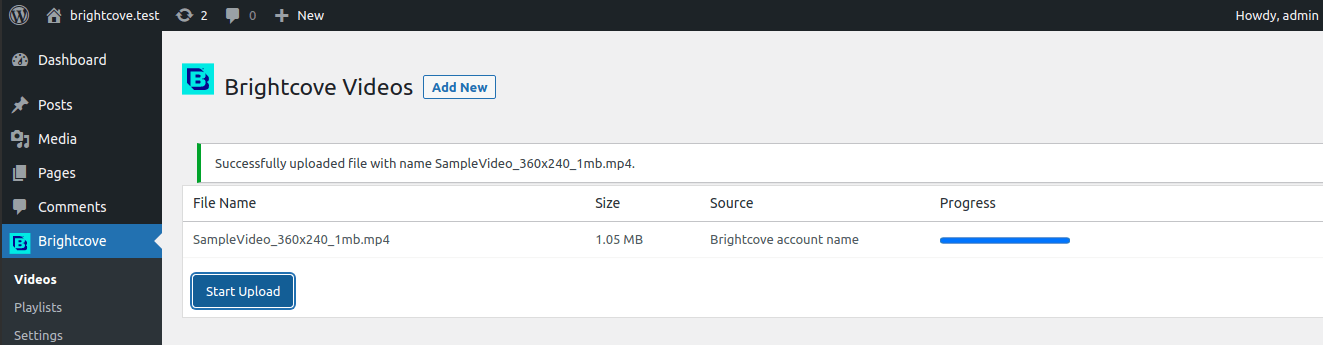 brightcove.test 2 0 New Howdy, admin
Dashboard
Posts
Media
Pages
Comments
Brightcove
Videos
Playlists
Settings
B Brightcove Videos Add New
Successfully uploaded file with name SampleVideo_360x240_1mb.mp4.
File Name Size Source Progress
SampleVideo_360x240_1mb.mp4 1.05 MB Brightcove account name
Start Upload